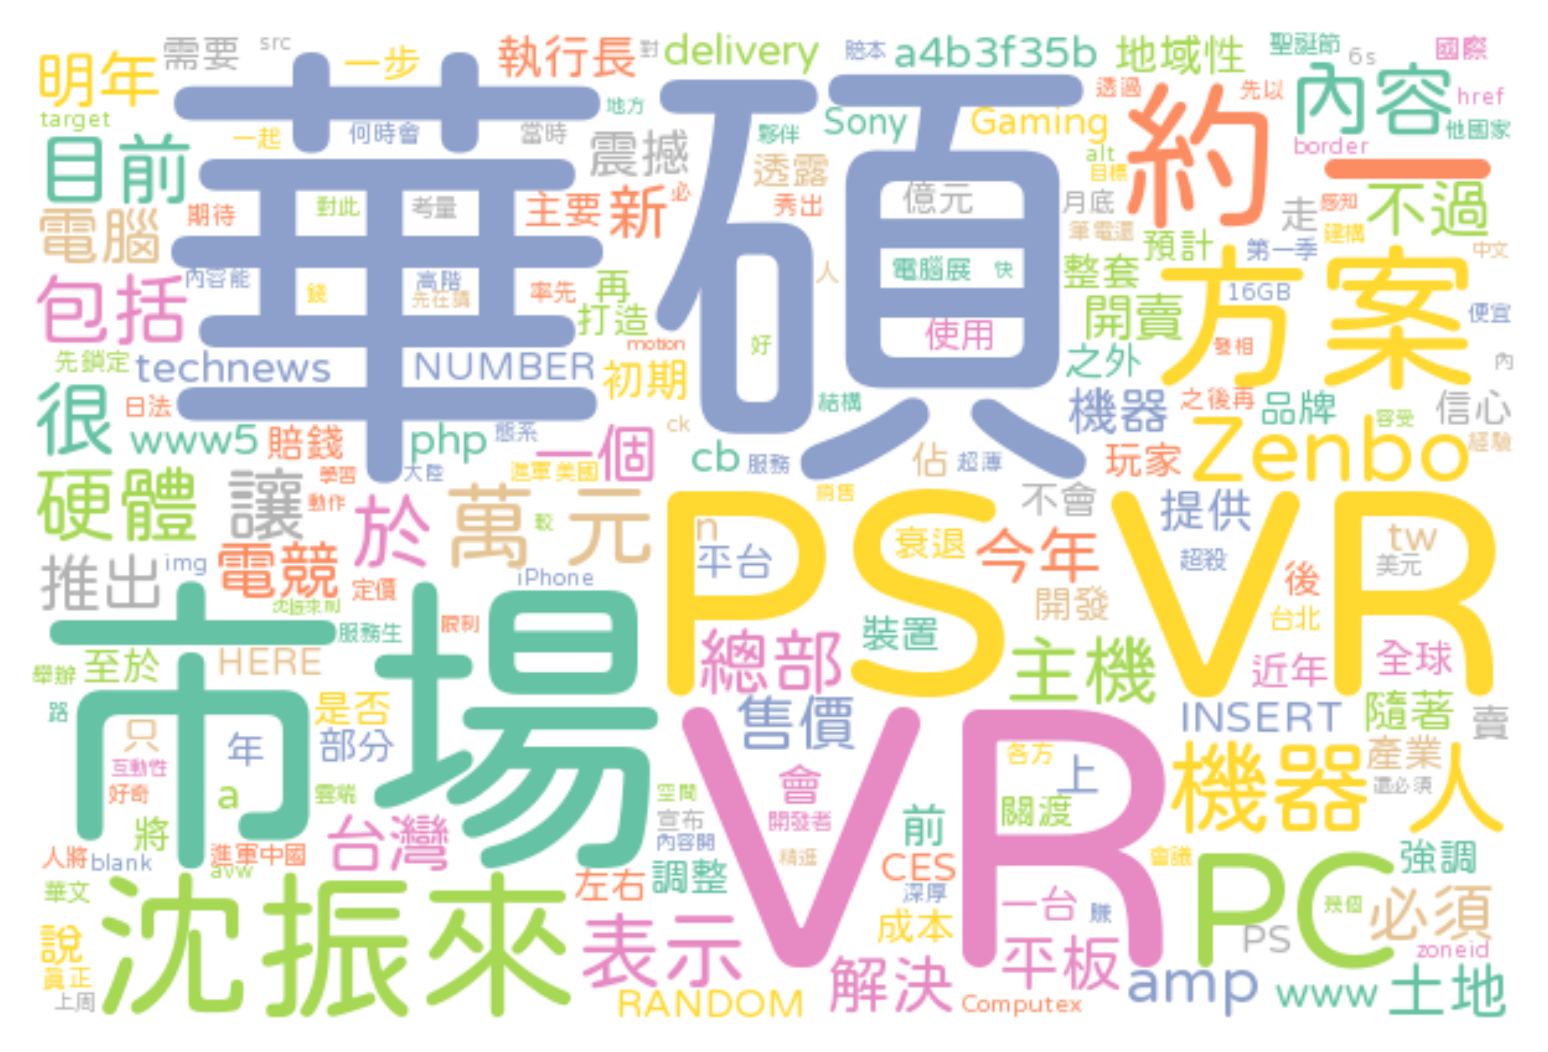 明年
需要
src
一步
執行長
對
delivery
賠本
a4b3f35b
地域性
聖誕節
6s
國際
target
華碩
地方
透過
先以
內容
href
一起
何時會
當時
震撼
夥伴
Sony
Gaming
約一
border
他國家
目前
alt
目標
透露
電腦
期待
對此
考量
主要
新
必
秀出
億元
月底
走
感知
不過
筆電還
預計
第一季
建構
中文
包括
內容能
錢
高階
先在請
率先
再
打造
人
電腦展
快
整套
開賣
方案
16GB
便宜
先鎖定
technews
NUMBER
motion
初期
好
使用
之外
發相
內
很
日法
www5
賠錢
php
態系
一個
ck
結構
cb
服務
佔
超薄
機器
之後再
品牌
容受
信心
玩家
Zenbo
經驗
硬體
讓
學習
動作
大陸
進軍美國
於
萬元
較
銷售
PS VR
n
平台
衰退
不會
今年
提供
超殺
tw
美元
推出
img
電競
定價
iPhone
沈振來則
服務生
限制
開發
後
台北
市場
總部
裝置
主機
近年
全球
舉辦
至於
HERE
路
是否
售價
INSERT
隨著
賣
只
年
部分
VR
各方
上
機器人
產業
還必須
互動性
好奇
a
雲端
空間
會
宣布
開發者
前
關渡
將
台灣
內容開
精逛
人將
blank
進軍中國
avw
調整
CES
會議
PC
強調
華文
沈振來
左右
深厚
一台
賺
幾個
必須
說
表示
成本
PS
zoneid
真正
上周
RANDOM
解決
平板
Computex
amp
www
土地